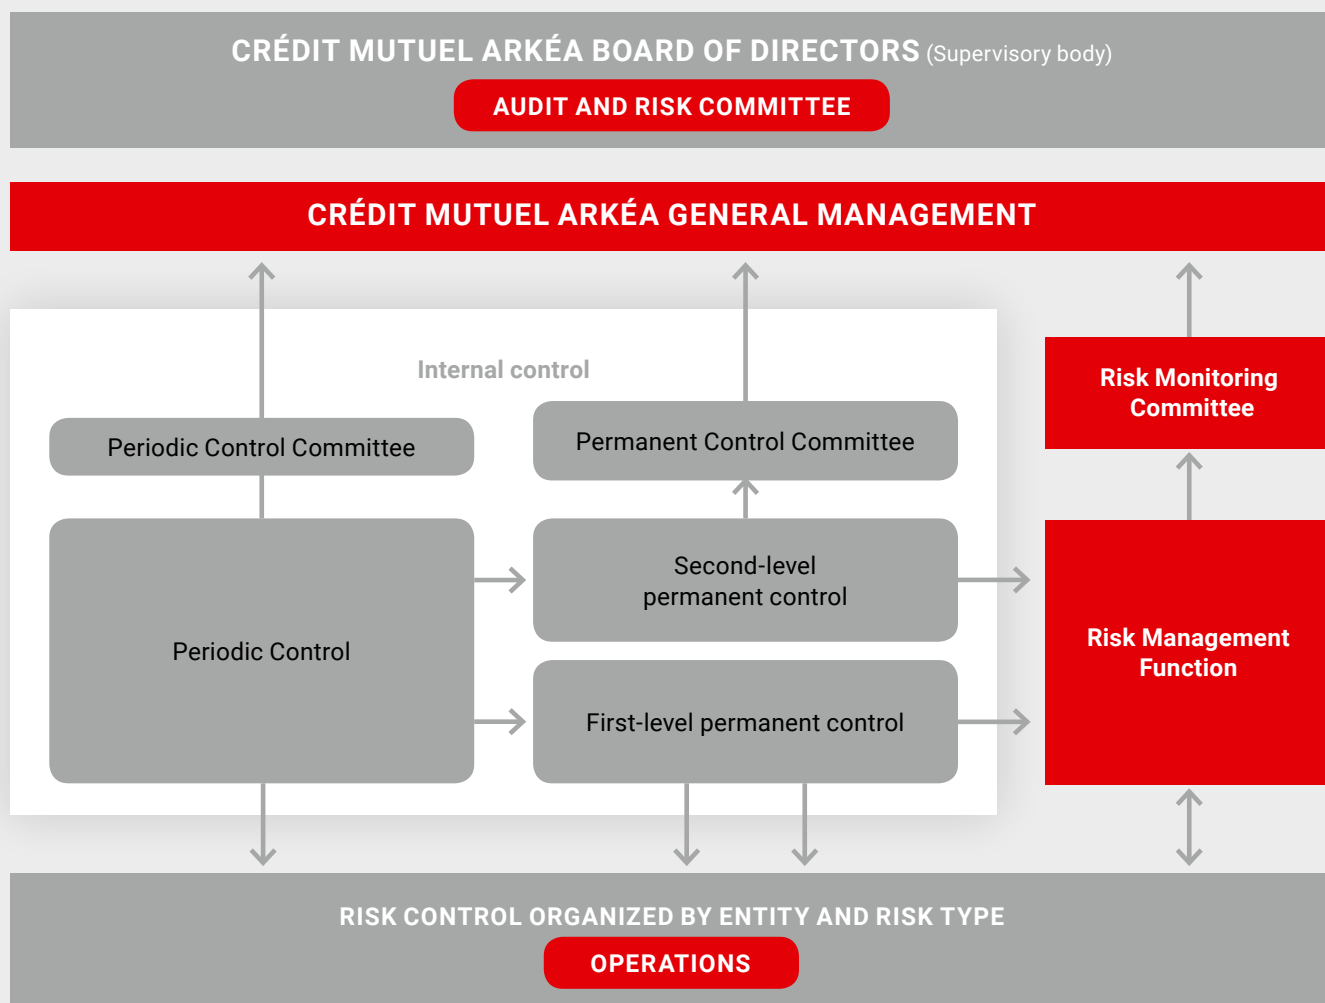 CRÉDIT MUTUEL ARKÉA BOARD OF DIRECTORS (Supervisory body)
AUDIT AND RISK COMMITTEE
CRÉDIT MUTUEL ARKÉA GENERAL MANAGEMENT
Internal control
Risk Monitoring
Committee
Periodic Control Committee
Permanent Control Committee
Second-level
permanent control
Periodic Control
Risk Management
Function
First-level permanent control
RISK CONTROL ORGANIZED BY ENTITY AND RISK TYPE
OPERATIONS